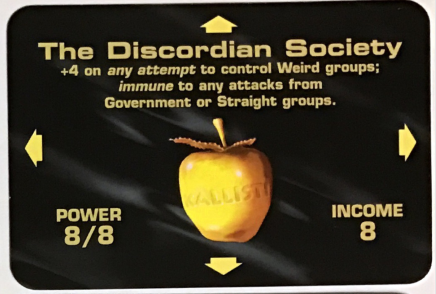 The Discordian Society
+4 on any attempt to control Weird groups;
immune to any attacks from
Government or Straight groups.
KALLISTI
POWER
8/8
INCOME
8